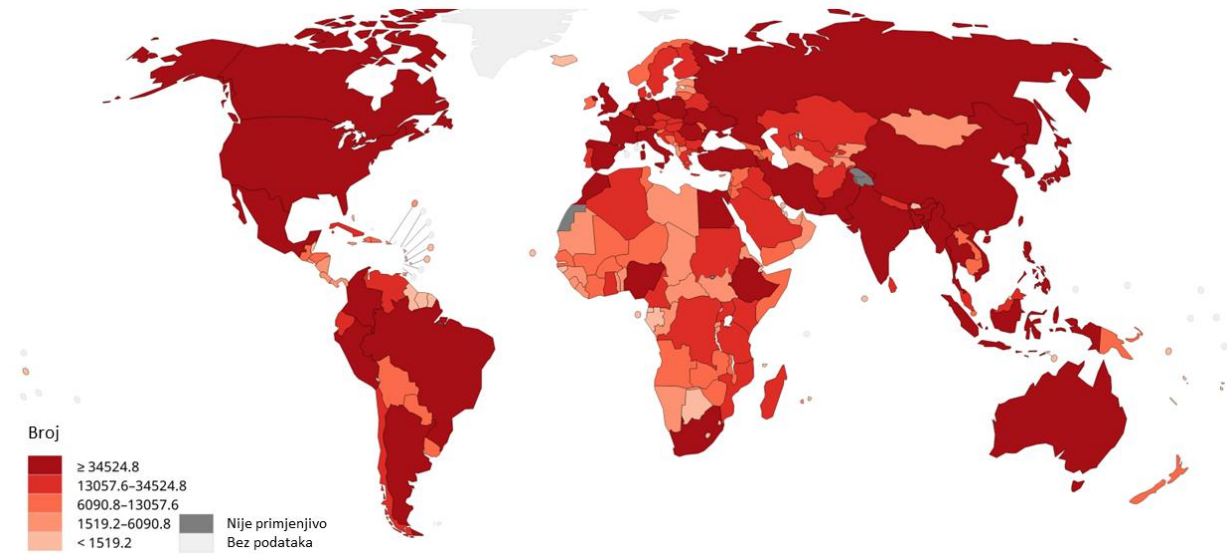 Broj
≥ 34524.8
13057.6–34524.8
6090.8–13057.6
1519.2–6090.8
< 1519.2
Nije primjenjivo
Bez podataka